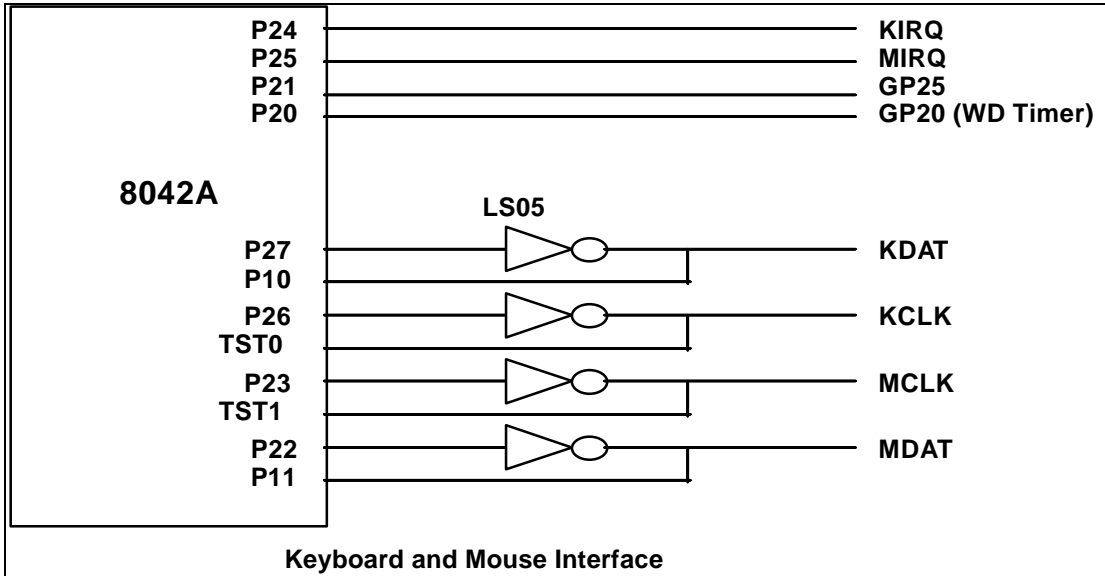 P24 KIRQ
P25 MIRQ
P21 GP25
P20 GP20 (WD Timer)
8042A
LS05
P27 KDAT
P10
P26 KCLK
TST0
P23 MCLK
TST1
P22 MDAT
P11
Keyboard and Mouse Interface